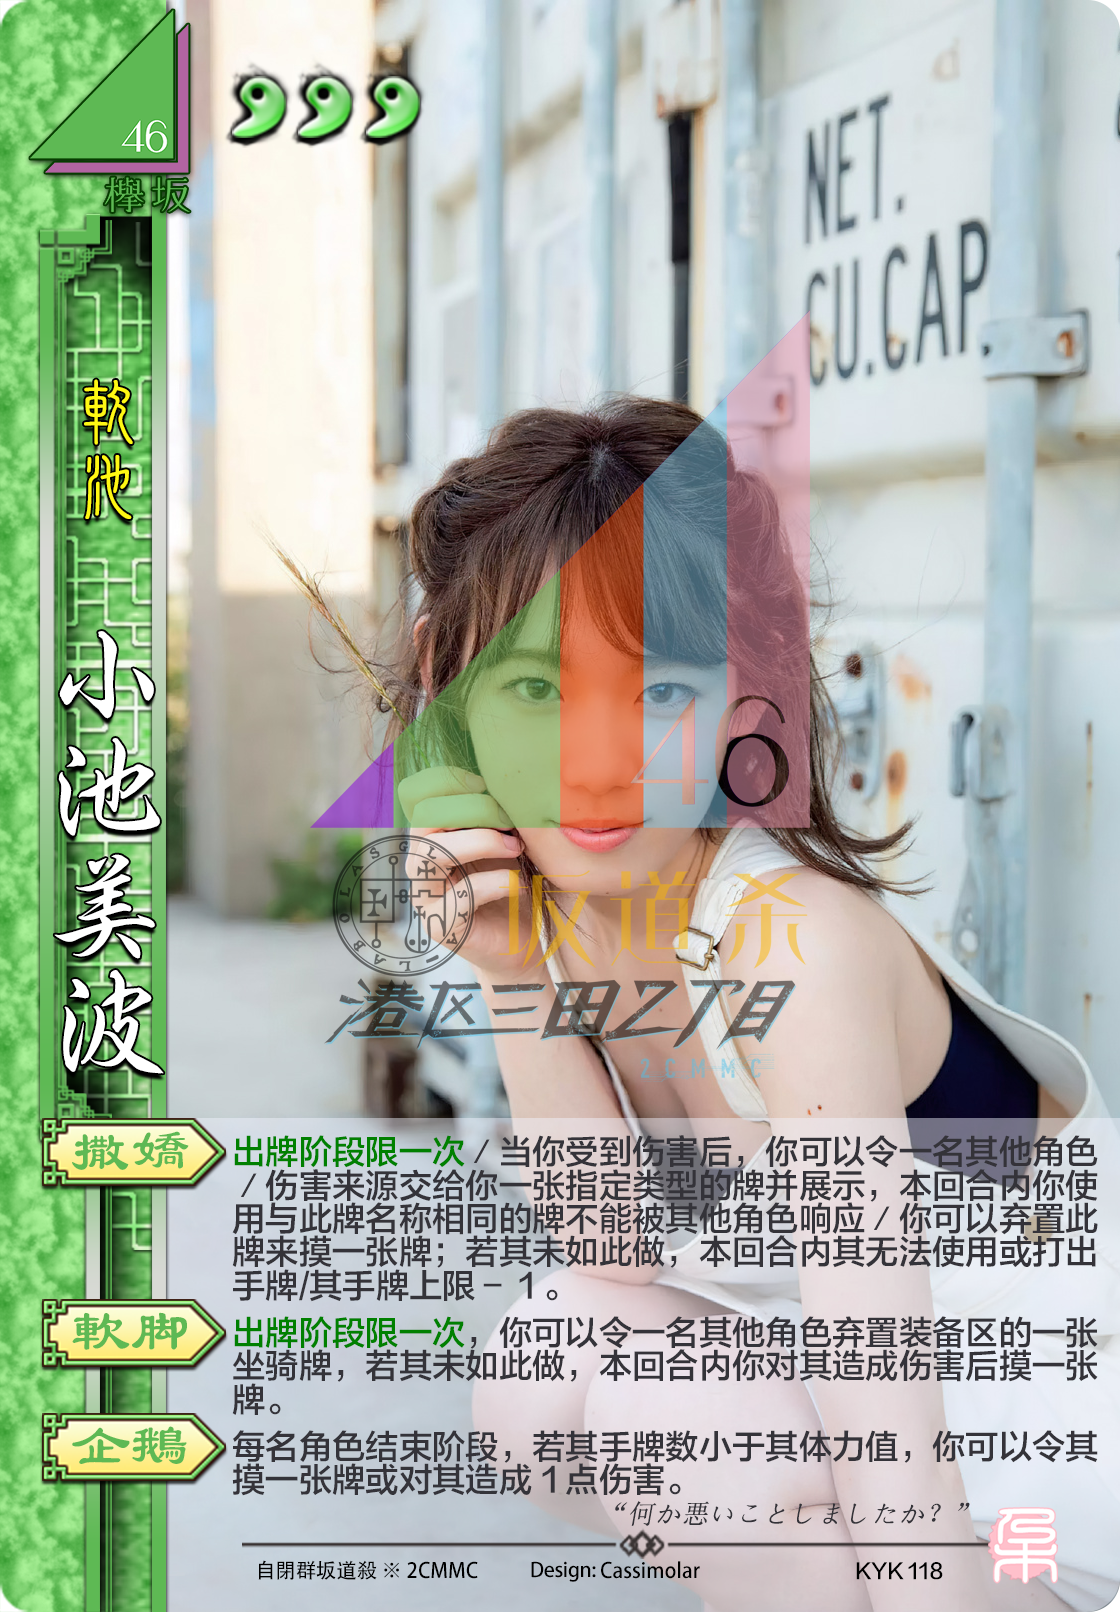 46
欅坂
NET.
CU.CAP.
軟池
小池美波
46
LABOLAS GLASYA
坂道杀
港区三田乙丁目
2CMMC
撒嬌
出牌阶段限一次／当你受到伤害后，你可以令一名其他角色
／伤害来源交给你一张指定类型的牌并展示，本回合内你使
用与此牌名称相同的牌不能被其他角色响应／你可以弃置此
牌来摸一张牌；若其未如此做，本回合内其无法使用或打出
手牌/其手牌上限－１。
軟脚
出牌阶段限一次，你可以令一名其他角色弃置装备区的一张
坐骑牌，若其未如此做，本回合内你对其造成伤害后摸一张
牌。
企鵝
每名角色结束阶段，若其手牌数小于其体力值，你可以令其
摸一张牌或对其造成１点伤害。
“何か悪いことしましたか？”
自閉群坂道殺 ※ 2CMMC
Design: Cassimolar
KYK 118